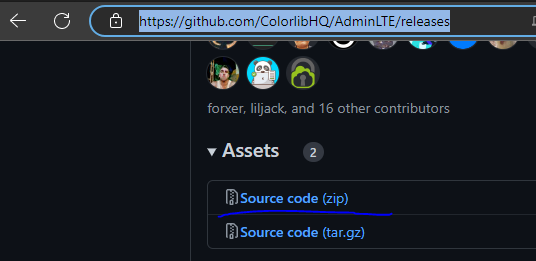 https://github.com/ColorlibHQ/AdminLTE/releases
forxer, liljack, and 16 other contributors
Assets 2
Source code (zip)
Source code (tar.gz)